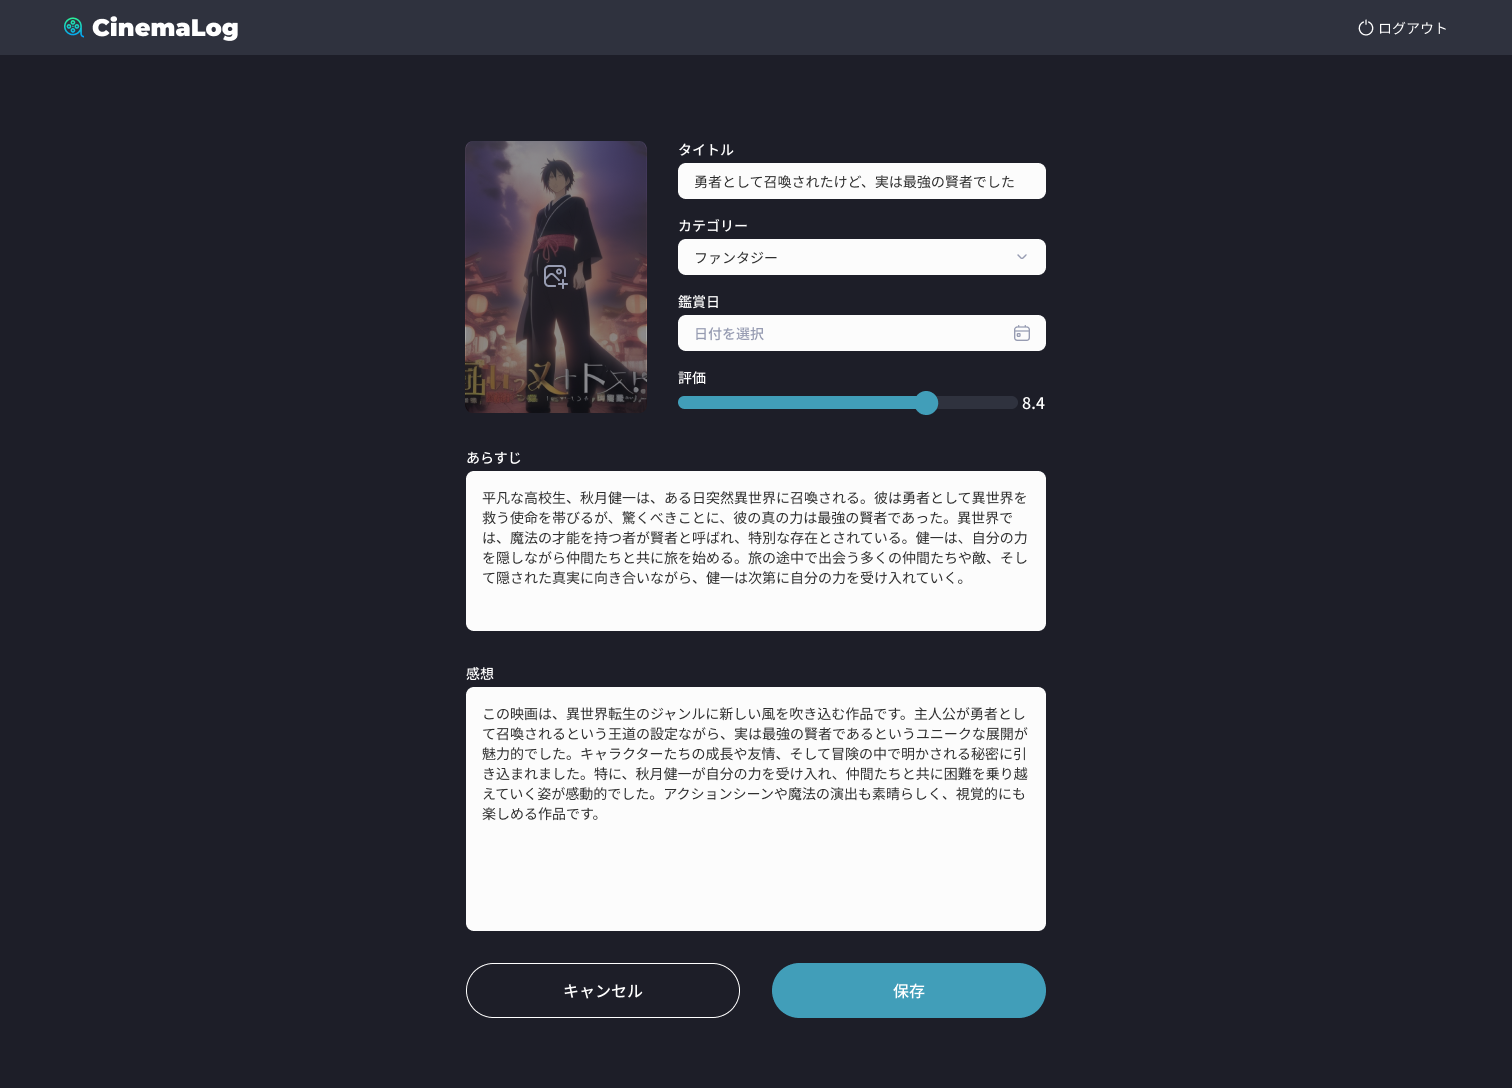 CinemaLog
ログアウト
タイトル
勇者として召喚されたけど、実は最強の賢者でした
カテゴリー
ファンタジー
鑑賞日
日付を選択
評価
8.4
あらすじ
平凡な高校生、秋月健一は、ある日突然異世界に召喚される。彼は勇者として異世界を
救う使命を帯びるが、驚くべきことに、彼の真の力は最強の賢者であった。異世界で
は、魔法の才能を持つ者が賢者と呼ばれ、特別な存在とされている。健一は、自分の力
を隠しながら仲間たちと共に旅を始める。旅の途中で出会う多くの仲間たちや敵、そし
て隠された真実に向き合いながら、健一は次第に自分の力を受け入れていく。
感想
この映画は、異世界転生のジャンルに新しい風を吹き込む作品です。主人公が勇者とし
て召喚されるという王道の設定ながら、実は最強の賢者であるというユニークな展開が
魅力的でした。キャラクターたちの成長や友情、そして冒険の中で明かされる秘密に引
き込まれました。特に、秋月健一が自分の力を受け入れ、仲間たちと共に困難を乗り越
えていく姿が感動的でした。アクションシーンや魔法の演出も素晴らしく、視覚的にも
楽しめる作品です。
キャンセル
保存